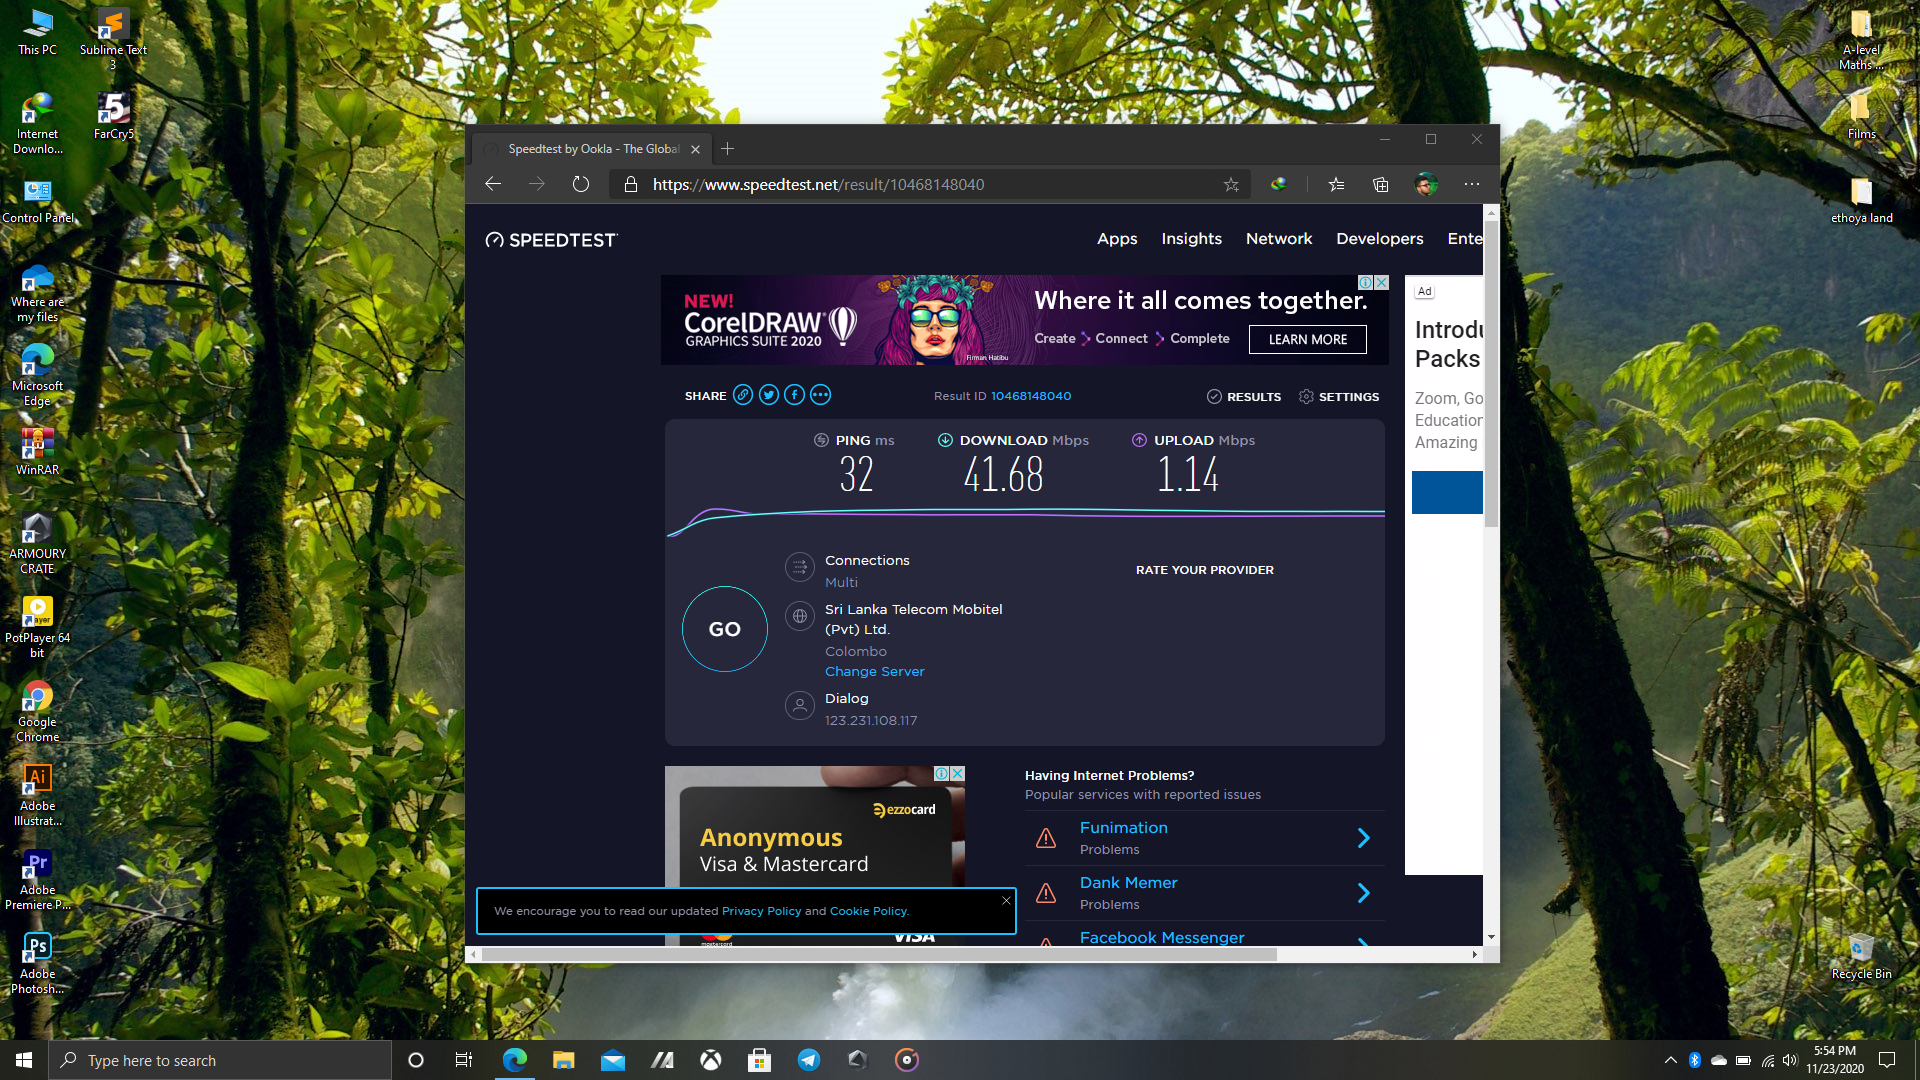 This PC
Sublime Text
3
Internet
Downlo...
5
FarCry5
Control Panel
Where are
my files
Microsoft
Edge
WinRAR
ARMOURY
CRATE
PotPlayer 64
bit
Google
Chrome
Ai
Adobe
Illustrat...
Pr
Adobe
Premiere P...
Ps
Adobe
Photosh...
A-level
Maths ...
Films
ethoya land
Recycle Bin
Speedtest by Ookla - The Global
https://www.speedtest.net/result/10468148040
SPEEDTEST
Apps
Insights
Network
Developers
Ente
NEW!
CorelDRAW
GRAPHICS SUITE 2020
Firman Hatibu
Where it all comes together.
Create > Connect > Complete
LEARN MORE
Ad
Introdu
Packs
Zoom, Go
Education
Amazing
SHARE
Result ID 10468148040
RESULTS
SETTINGS
PING ms
32
DOWNLOAD Mbps
41.68
UPLOAD Mbps
1.14
GO
Connections
Multi
Sri Lanka Telecom Mobitel
(Pvt) Ltd.
Colombo
Change Server
Dialog
123.231.108.117
RATE YOUR PROVIDER
ezzocard
Anonymous
Visa & Mastercard
mastercard
VISA
We encourage you to read our updated Privacy Policy and Cookie Policy.
Having Internet Problems?
Popular services with reported issues
Funimation
Problems
Dank Memer
Problems
Facebook Messenger
Type here to search
5:54 PM
11/23/2020